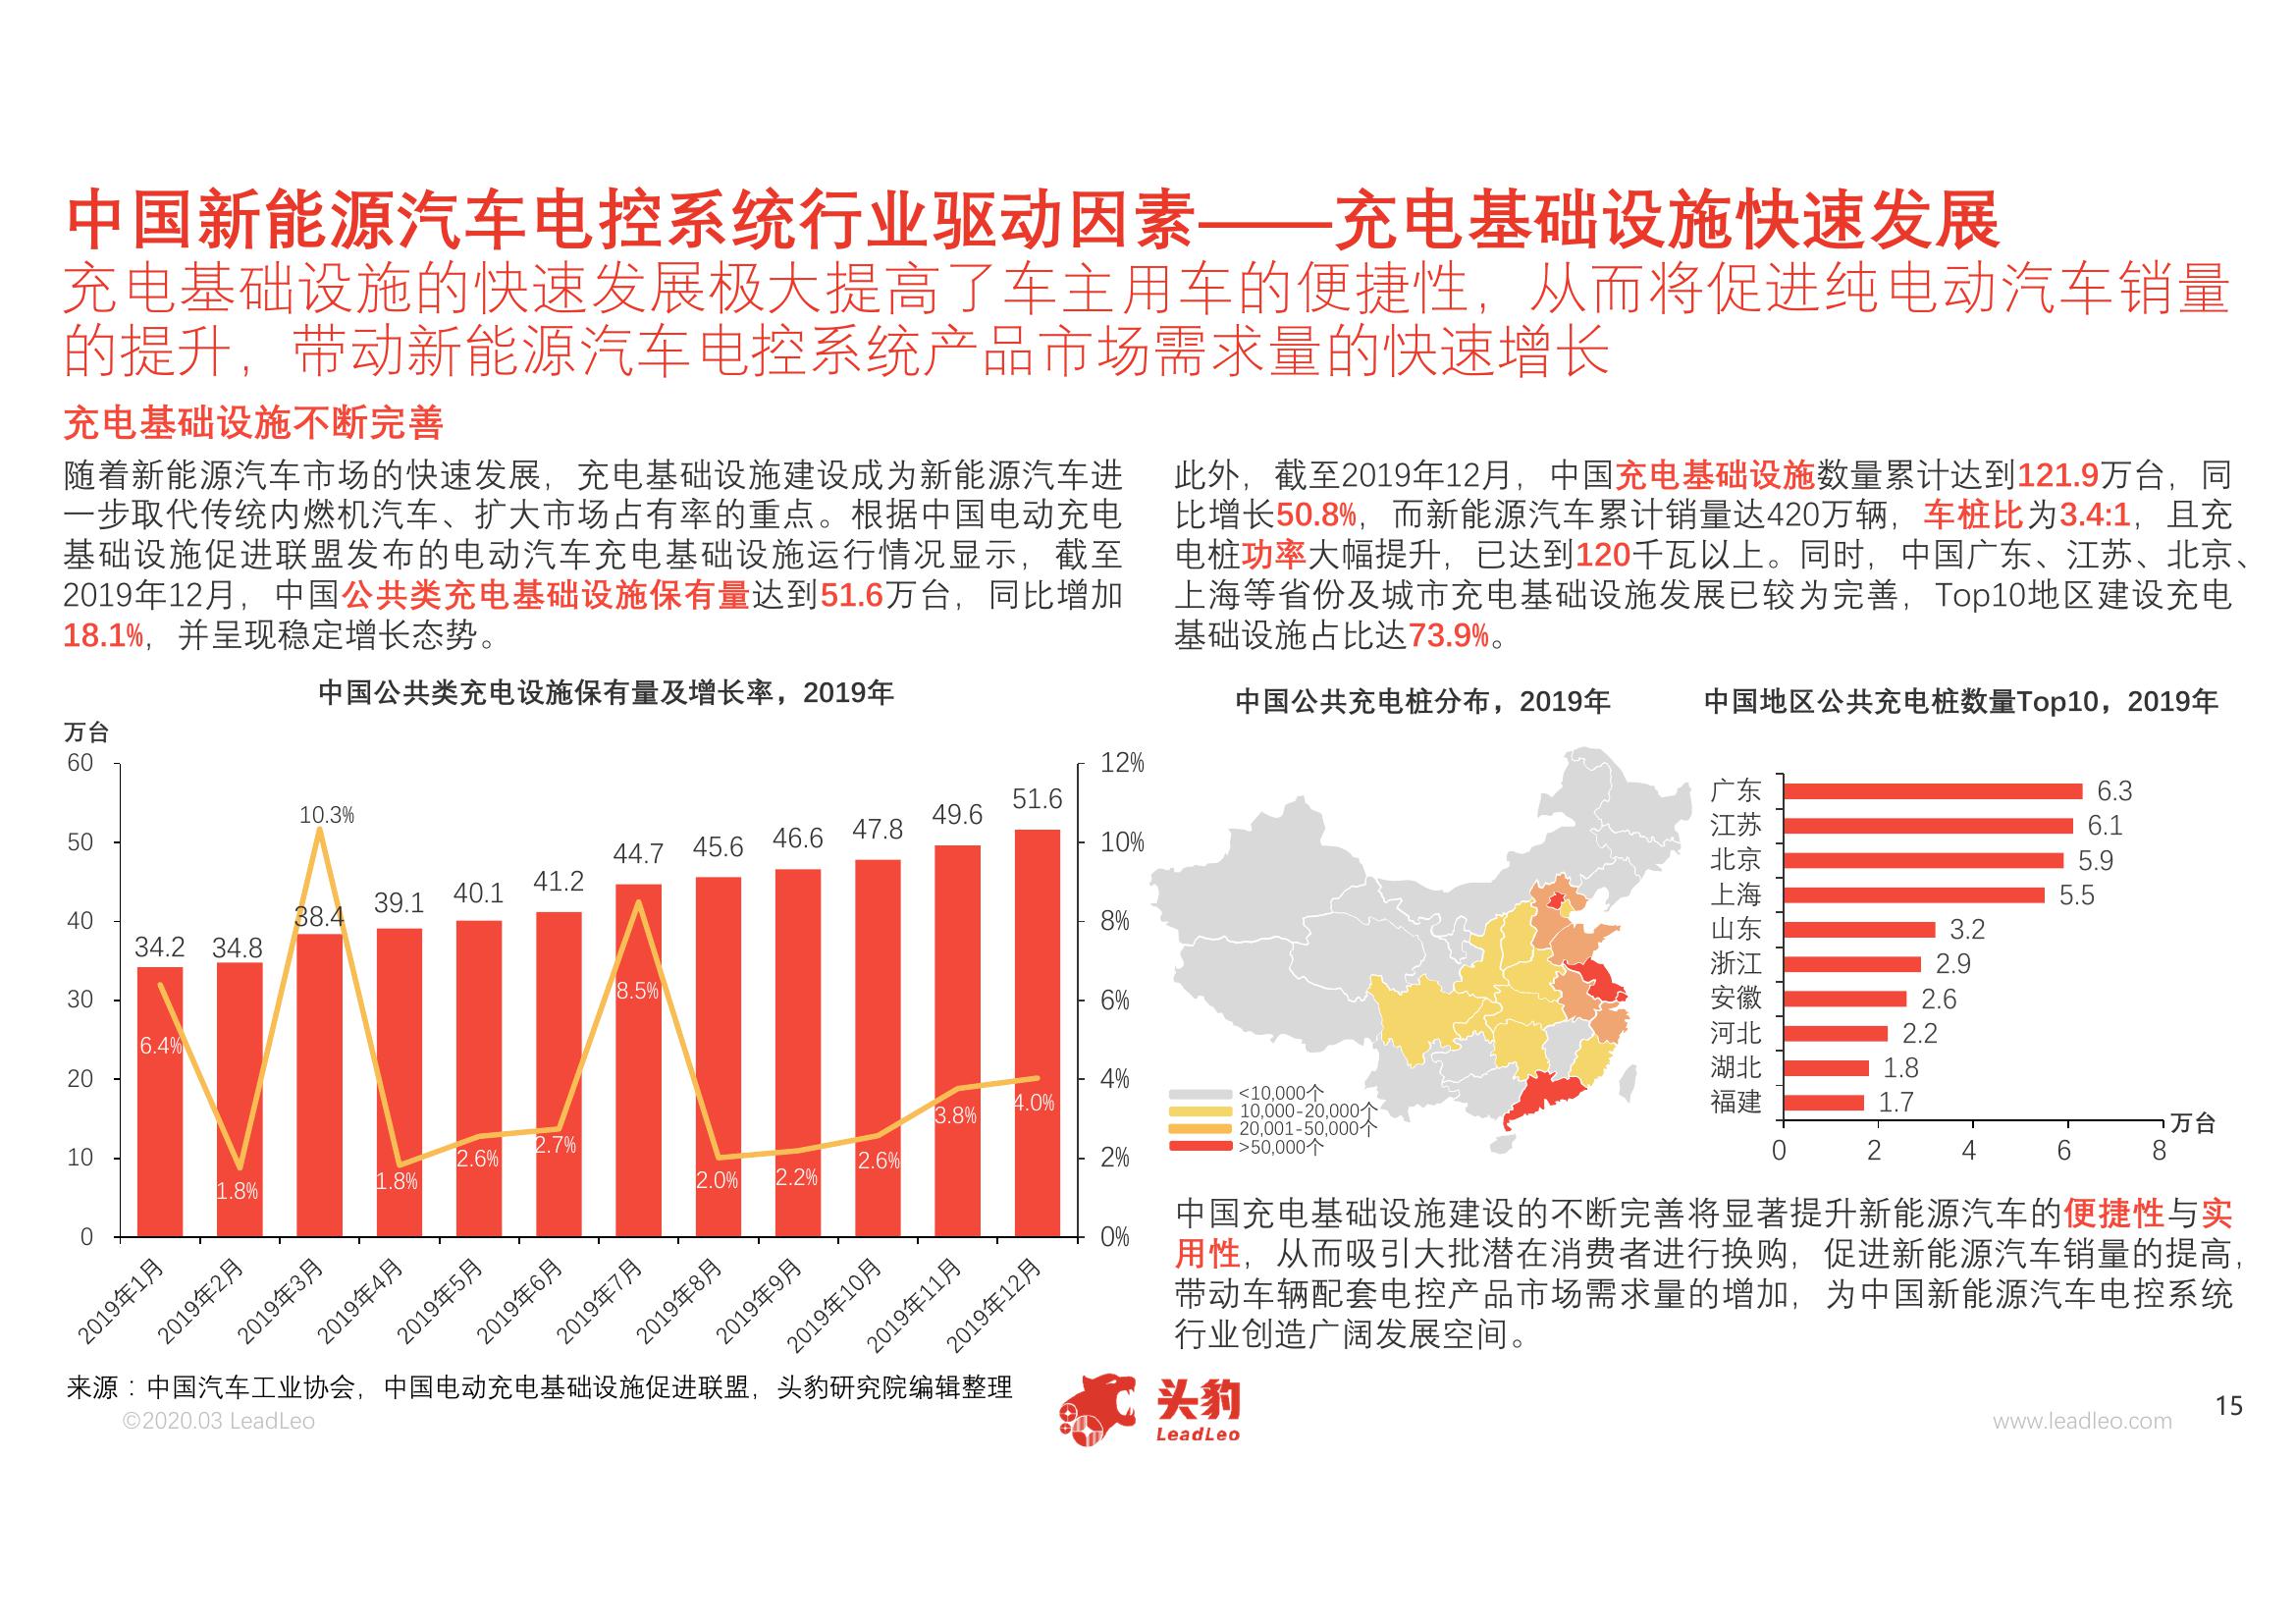 中国新能源汽车电控系统行业驱动因素——充电基础设施快速发展
充电基础设施的快速发展极大提高了车主用车的便捷性，从而将促进纯电动汽车销量
的提升，带动新能源汽车电控系统产品市场需求量的快速增长
充电基础设施不断完善
随着新能源汽车市场的快速发展，充电基础设施建设成为新能源汽车进
一步取代传统内燃机汽车、扩大市场占有率的重点。根据中国电动充电
基础设施促进联盟发布的电动汽车充电基础设施运行情况显示，截至
2019年12月，中国公共类充电基础设施保有量达到51.6万台，同比增加
18.1%，并呈现稳定增长态势。
中国公共类充电设施保有量及增长率，2019年
万台
60
50
40
30
20
10
0
12%
10%
8%
6%
4%
2%
0%
34.2
34.8
38.4
39.1
40.1
41.2
44.7
45.6
46.6
47.8
49.6
51.6
6.4%
1.8%
10.3%
1.8%
2.6%
2.7%
8.5%
2.0%
2.2%
2.6%
3.8%
4.0%
2019年1月
2019年2月
2019年3月
2019年4月
2019年5月
2019年6月
2019年7月
2019年8月
2019年9月
2019年10月
2019年11月
2019年12月
此外，截至2019年12月，中国充电基础设施数量累计达到121.9万台，同
比增长50.8%，而新能源汽车累计销量达420万辆，车桩比为3.4:1，且充
电桩功率大幅提升，已达到120千瓦以上。同时，中国广东、江苏、北京、
上海等省份及城市充电基础设施发展已较为完善，Top10地区建设充电
基础设施占比达73.9%。
中国公共充电桩分布，2019年
<10,000个
10,000-20,000个
20,001-50,000个
>50,000个
中国地区公共充电桩数量Top10，2019年
广东 6.3
江苏 6.1
北京 5.9
上海 5.5
山东 3.2
浙江 2.9
安徽 2.6
河北 2.2
湖北 1.8
福建 1.7
万台
0 2 4 6 8
中国充电基础设施建设的不断完善将显著提升新能源汽车的便捷性与实
用性，从而吸引大批潜在消费者进行换购，促进新能源汽车销量的提高，
带动车辆配套电控产品市场需求量的增加，为中国新能源汽车电控系统
行业创造广阔发展空间。
来源：中国汽车工业协会，中国电动充电基础设施促进联盟，头豹研究院编辑整理
©2020.03 LeadLeo
头豹
LeadLeo
www.leadleo.com
15